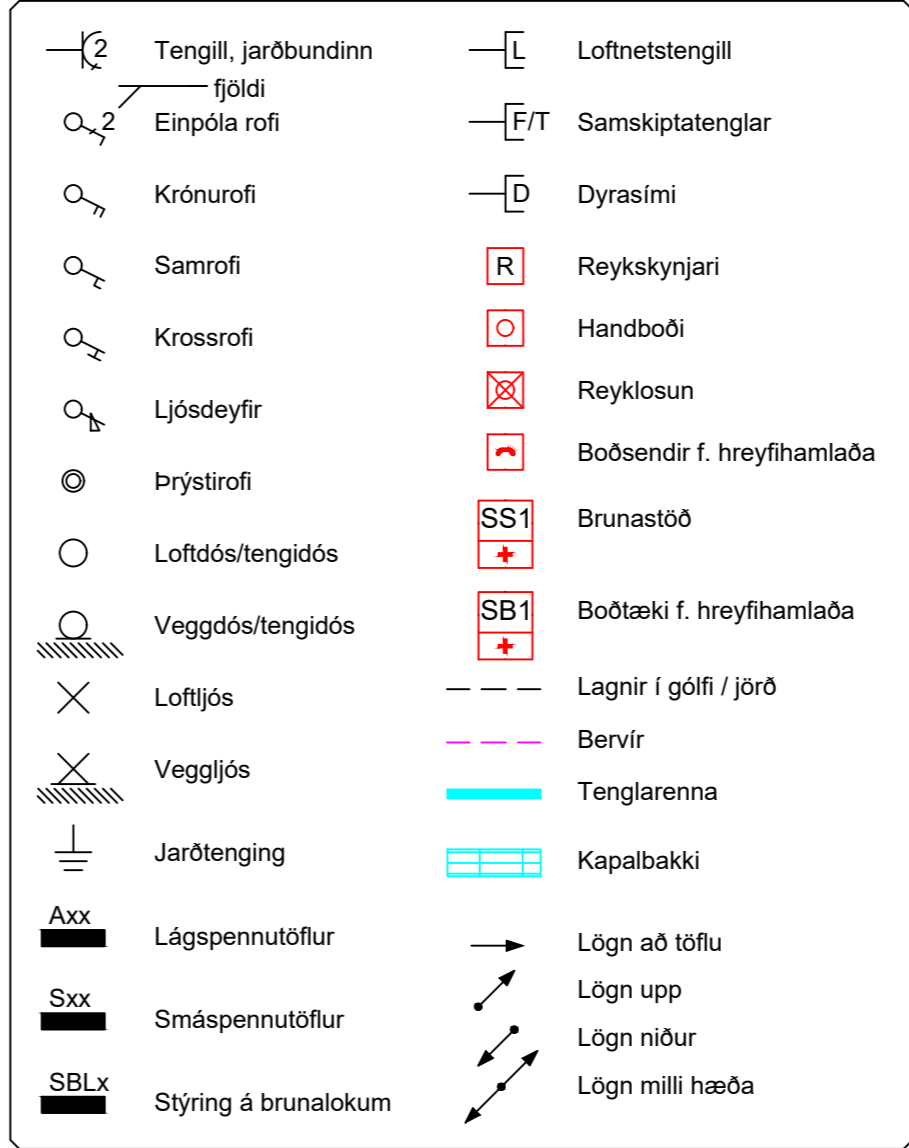 2 Tengill, jarðbundinn
fjöldi
2 Einpóla rofi
Krónurofi
Samrofi
Krossrofi
Ljósdeyfir
Þrýstirofi
Loftdós/tengidós
Veggdós/tengidós
Loftljós
Veggljós
Jarðtenging
Axx
Lágspennutöflur
Sxx
Smáspennutöflur
SBLx
Stýring á brunalokum
L Loftnetstengill
F/T Samskiptatenglar
D Dyrasími
R Reykskynjari
Handboði
Reyklosun
Boðsendir f. hreyfihamlaða
SS1 Brunastöð
SB1 Boðtæki f. hreyfihamlaða
Lagnir í gólfi / jörð
Bervír
Tenglarenna
Kapalbakki
Lögn að töflu
Lögn upp
Lögn niður
Lögn milli hæða